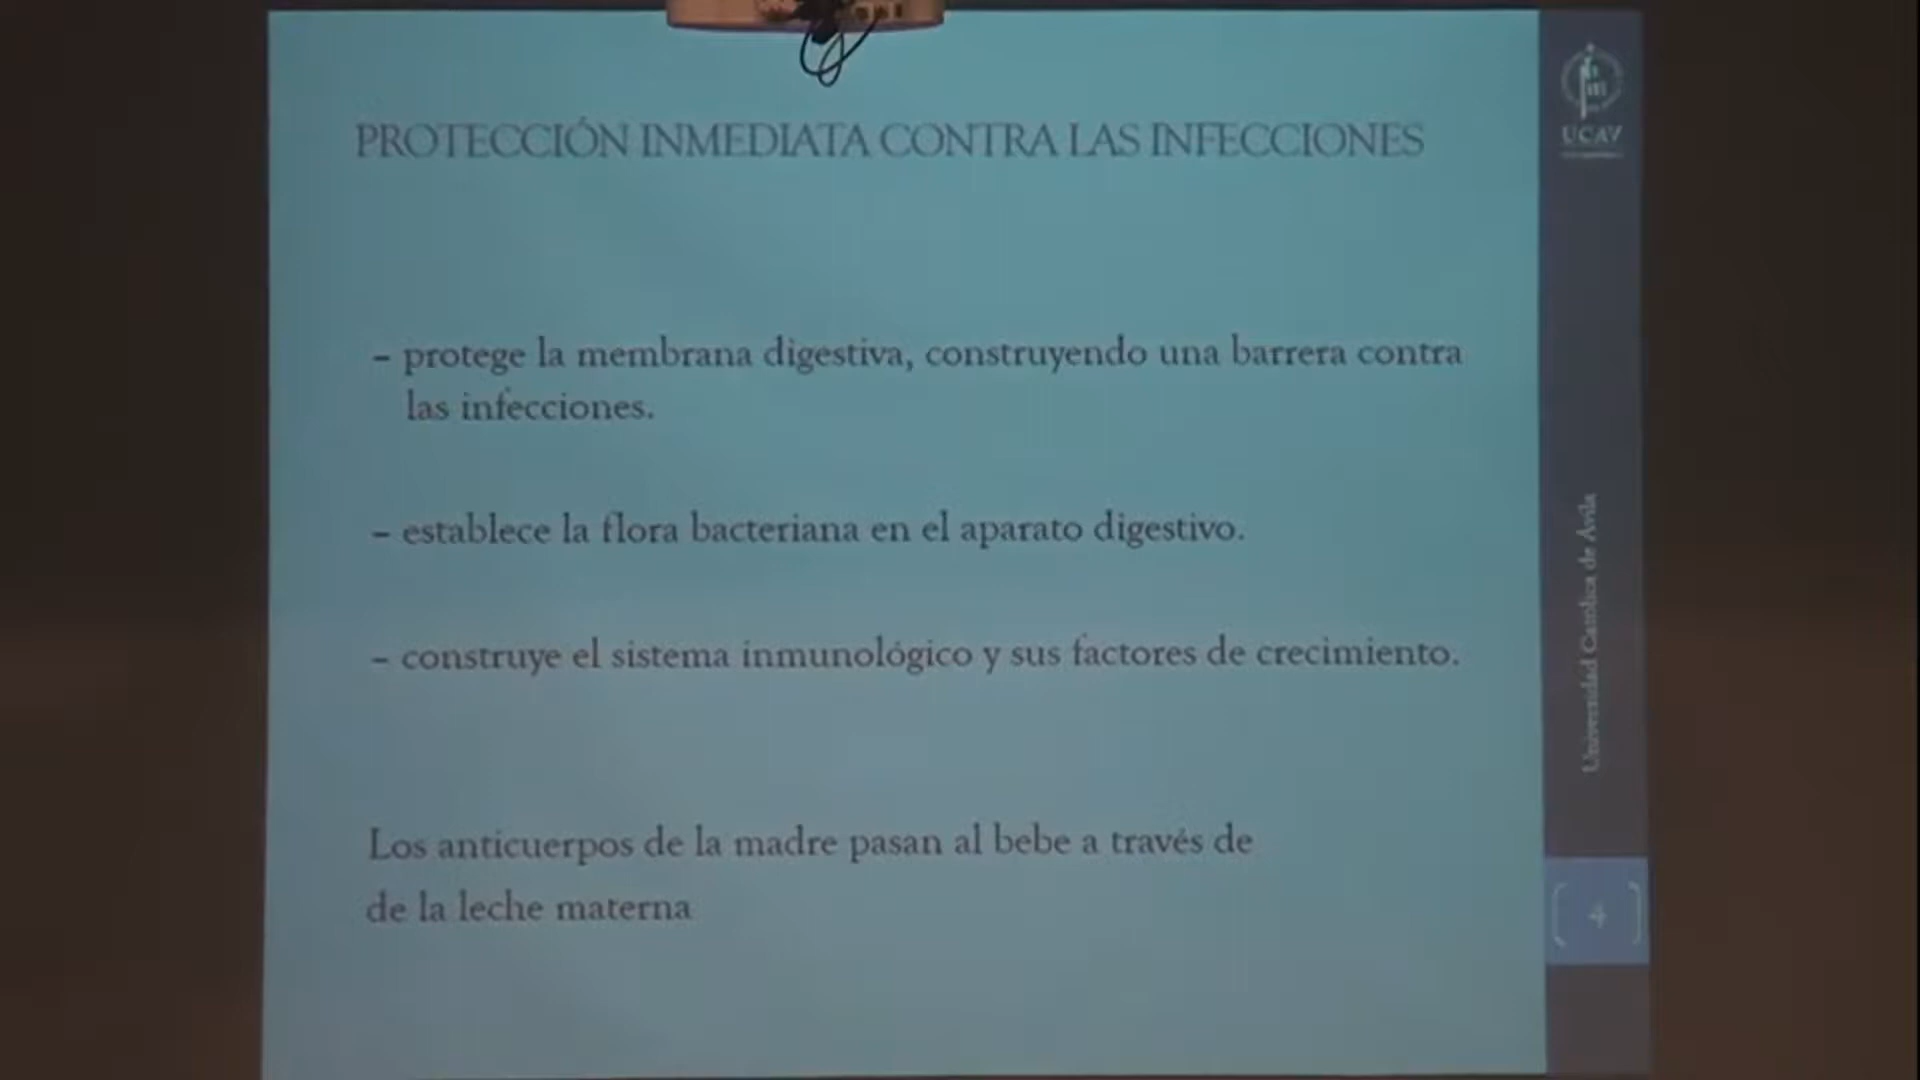 PROTECCIÓN INMEDIATA CONTRA LAS INFECCIONES
– protege la membrana digestiva, construyendo una barrera contra
las infecciones.
– establece la flora bacteriana en el aparato digestivo.
– construye el sistema inmunológico y sus factores de crecimiento.
Los anticuerpos de la madre pasan al bebe a través de
de la leche materna
UCAV
Universidad Católica de Ávila
4